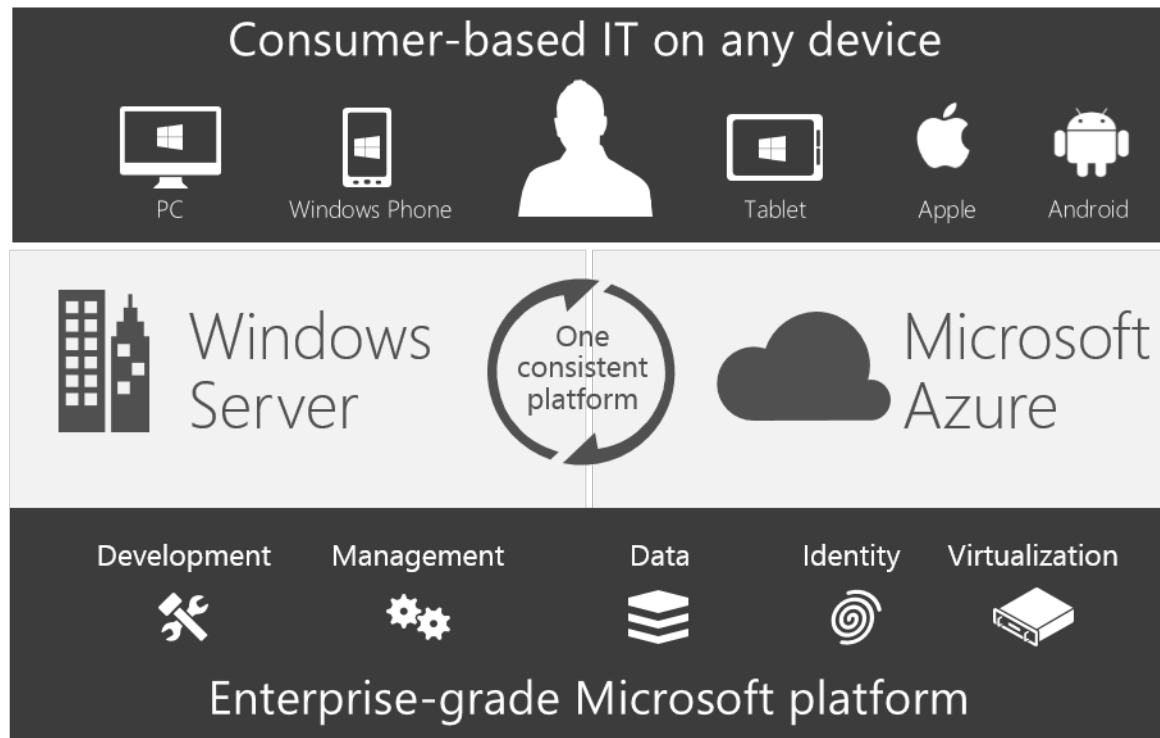 Consumer-based IT on any device
PC
Windows Phone
Tablet
Apple
Android
Windows
Server
One
consistent
platform
Microsoft
Azure
Development
Management
Data
Identity
Virtualization
Enterprise-grade Microsoft platform